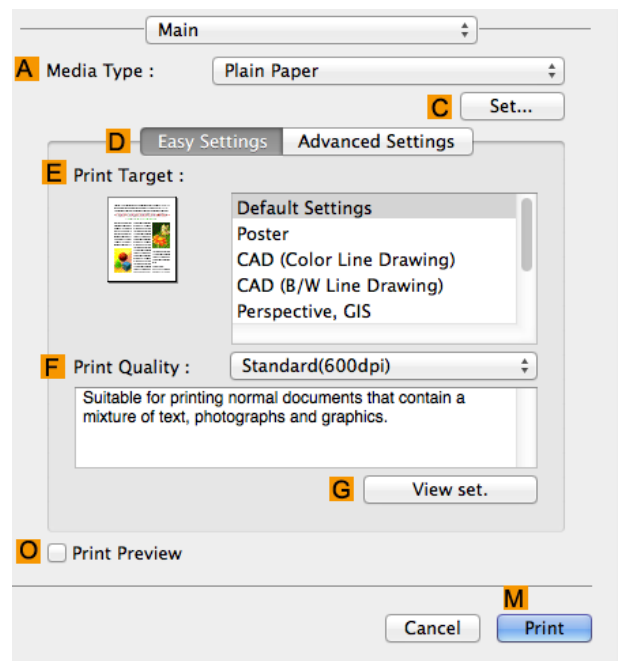 Main
A Media Type : Plain Paper
C Set...
D Easy Settings Advanced Settings
E Print Target :
Default Settings
Poster
CAD (Color Line Drawing)
CAD (B/W Line Drawing)
Perspective, GIS
F Print Quality : Standard(600dpi)
Suitable for printing normal documents that contain a
mixture of text, photographs and graphics.
G View set.
O Print Preview
M
Cancel Print